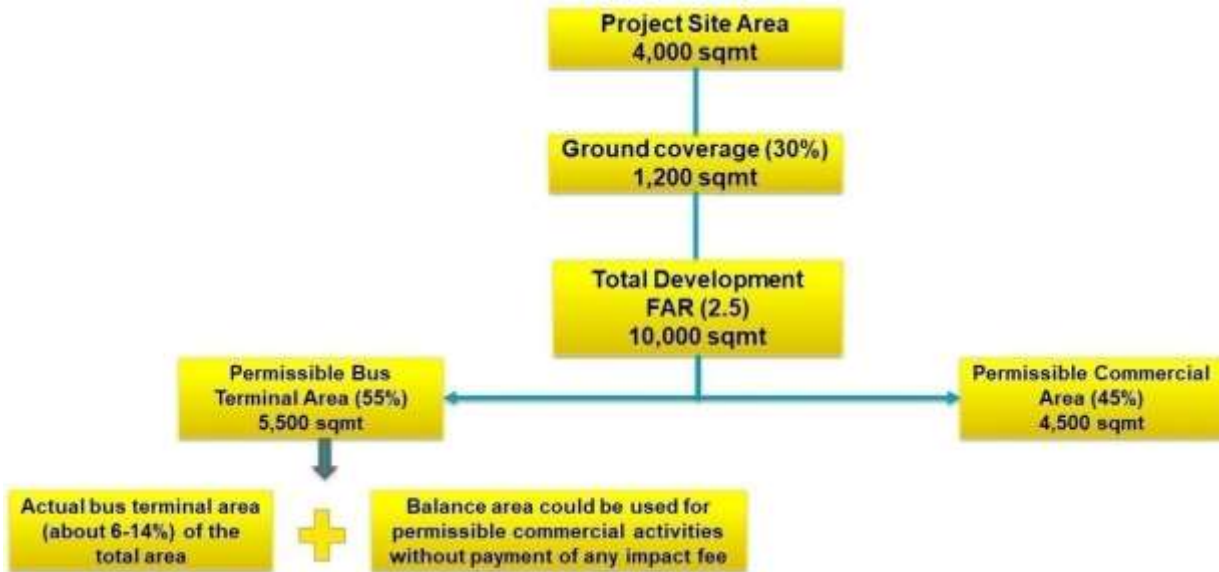 Project Site Area
4,000 sqmt
Ground coverage (30%)
1,200 sqmt
Total Development
FAR (2.5)
10,000 sqmt
Permissible Bus
Terminal Area (55%)
5,500 sqmt
Permissible Commercial
Area (45%)
4,500 sqmt
Actual bus terminal area
(about 6-14%) of the
total area
Balance area could be used for
permissible commercial activities
without payment of any impact fee